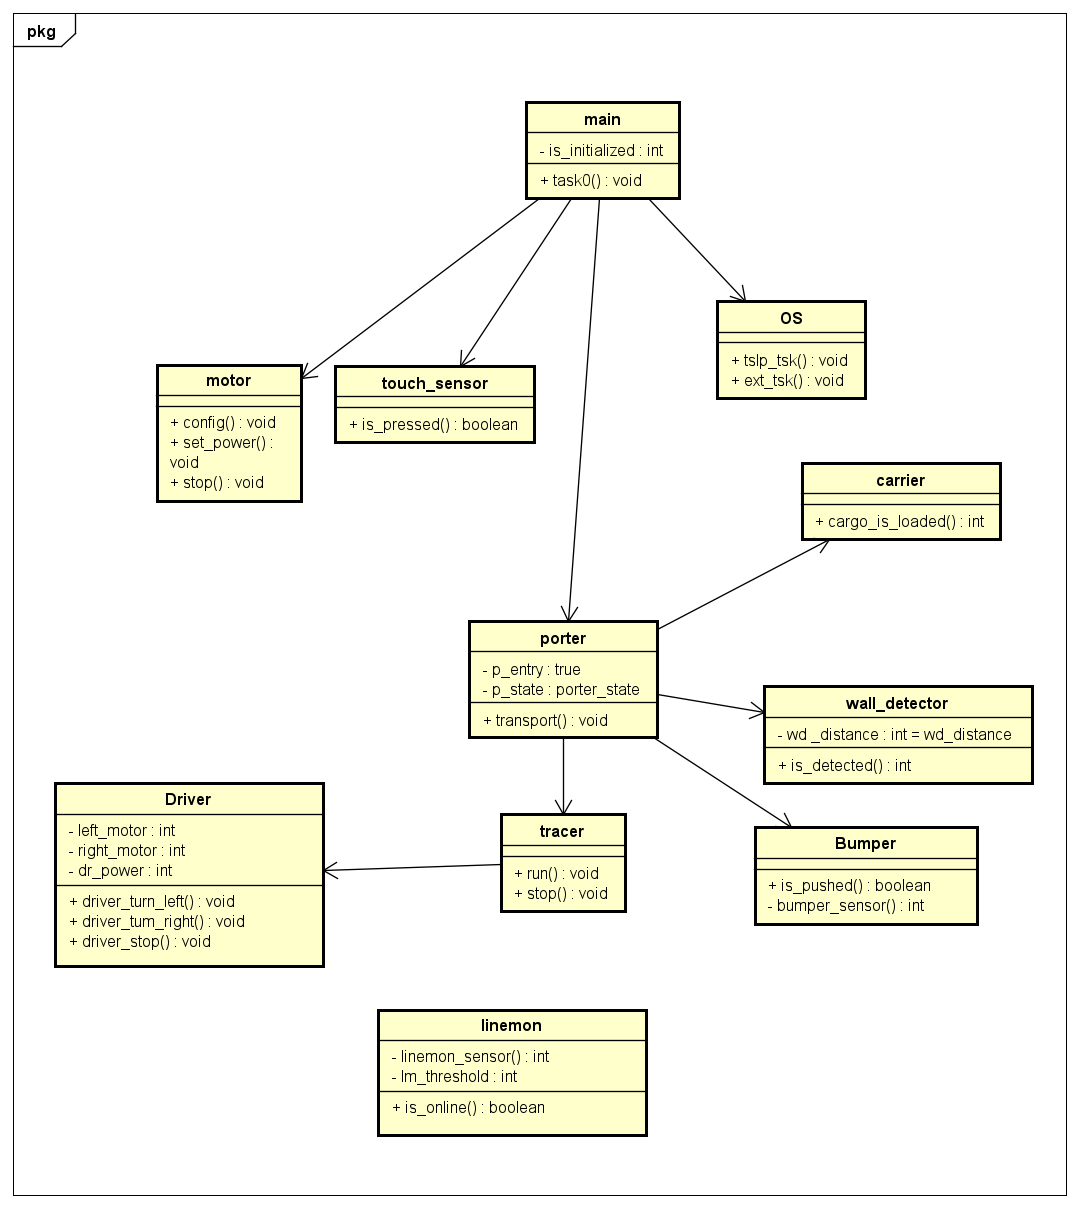 pkg
main
- is_initialized : int
+ task0() : void
OS
+ tslp_tsk() : void
+ ext_tsk() : void
motor
+ config() : void
+ set_power() :
void
+ stop() : void
touch_sensor
+ is_pressed() : boolean
carrier
+ cargo_is_loaded() : int
porter
- p_entry : true
- p_state : porter_state
+ transport() : void
wall_detector
- wd _distance : int = wd_distance
+ is_detected() : int
Driver
- left_motor : int
- right_motor : int
- dr_power : int
+ driver_turn_left() : void
+ driver_turn_right() : void
+ driver_stop() : void
tracer
+ run() : void
+ stop() : void
Bumper
+ is_pushed() : boolean
- bumper_sensor() : int
linemon
- linemon_sensor() : int
- lm_threshold : int
+ is_online() : boolean